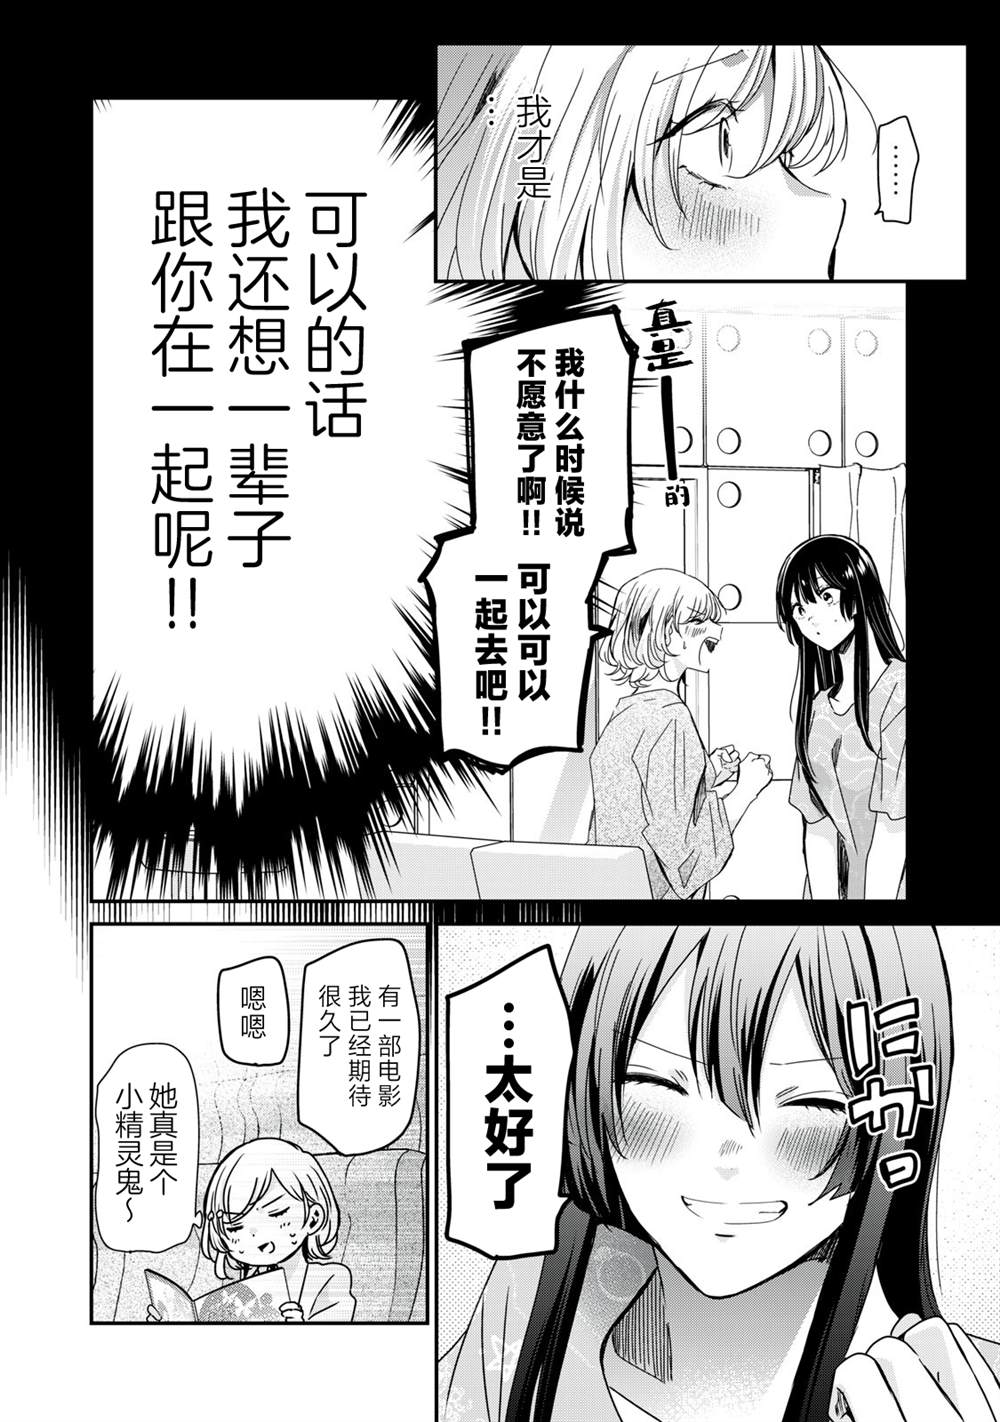 ……
我才是
……
可以的话
我还想一辈子
跟你在一起呢!!
真是——的
我什么时候说
不愿意了啊!!
可以可以
一起去吧!!
…太好了
にカッ
有一部电影
我已经期待
很久了
嗯嗯
她真是个
小精灵鬼～